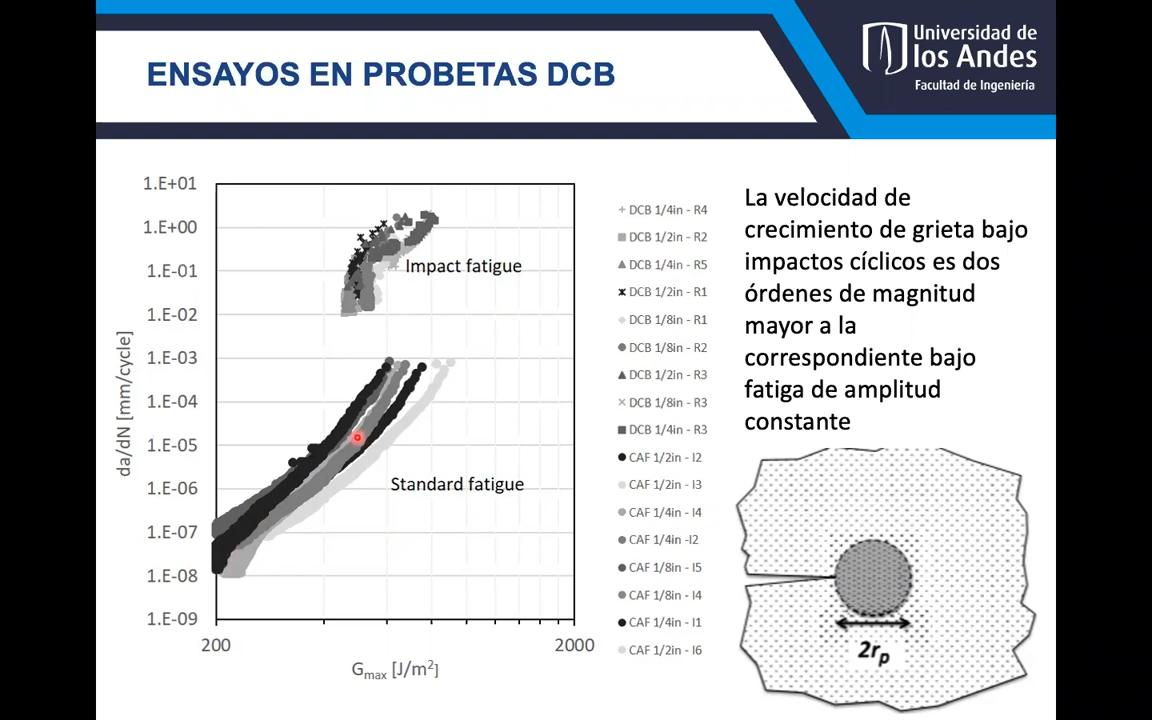 Universidad de
los Andes
Facultad de Ingeniería
ENSAYOS EN PROBETAS DCB
1.E+01
1.E+00
1.E-01
1.E-02
1.E-03
1.E-04
1.E-05
1.E-06
1.E-07
1.E-08
1.E-09
da/dN [mm/cycle]
Impact fatigue
Standard fatigue
200
2000
Gmax [J/m²]
DCB 1/4in - R4
DCB 1/2in - R2
DCB 1/4in - R5
DCB 1/2in - R1
DCB 1/8in - R1
DCB 1/8in - R2
DCB 1/2in - R3
DCB 1/8in - R3
DCB 1/4in - R3
CAF 1/2in - I2
CAF 1/2in - I3
CAF 1/4in - I4
CAF 1/4in -I2
CAF 1/8in - I5
CAF 1/8in - I4
CAF 1/4in - I1
CAF 1/2in - I6
La velocidad de
crecimiento de grieta bajo
impactos cíclicos es dos
órdenes de magnitud
mayor a la
correspondiente bajo
fatiga de amplitud
constante
2rp